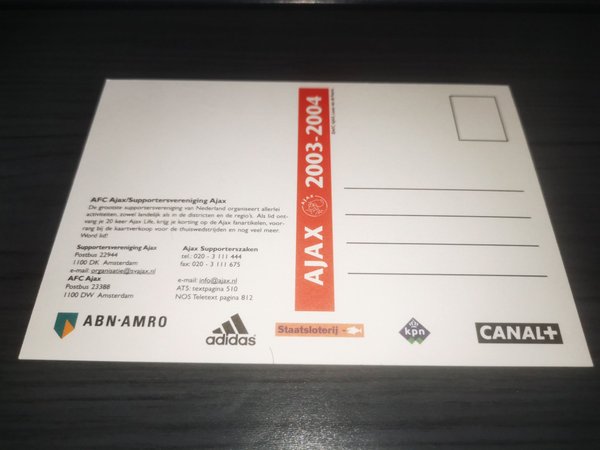 AFC Ajax/Supportersvereniging Ajax
De grootste supportersvereniging van Nederland organiseert allerlei
activiteiten, zowel landelijk als in de districten en de regio's. Als lid ont-
vang je 20 keer Ajax Life, krijg je korting op de Ajax fanartikelen, voor-
rang bij de kaartverkoop voor de thuiswedstrijden en nog veel meer.
Word lid!
Supportersvereniging Ajax
Postbus 22944
1100 DK Amsterdam
e-mail: organisatie@svajax.nl
AFC Ajax
Postbus 23388
1100 DW Amsterdam
Ajax Supporterszaken
tel.: 020 - 3 111 444
fax: 020 - 3 111 675
e-mail: info@ajax.nl
AT5: textpagina 510
NOS Teletext pagina 812
AJAX AJAX 2003-2004
ABN·AMRO
adidas
Staatsloterij
kpn
CANAL+